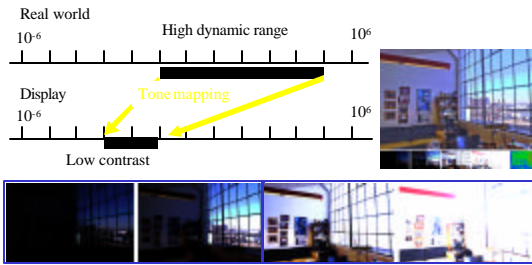 Real world
10-6
High dynamic range
106
Tone mapping
Display
10-6
106
Low contrast